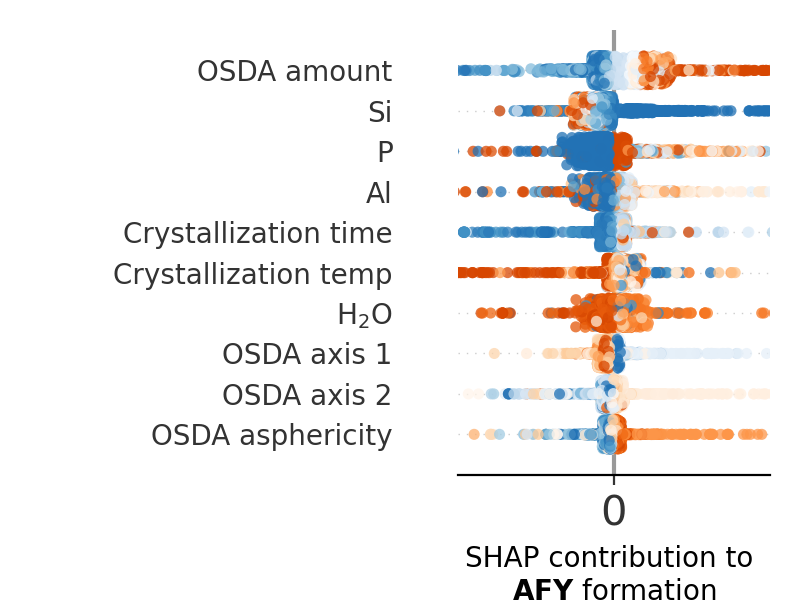 OSDA amount
Si
P
Al
Crystallization time
Crystallization temp
H₂O
OSDA axis 1
OSDA axis 2
OSDA asphericity
0
SHAP contribution to
AFY formation